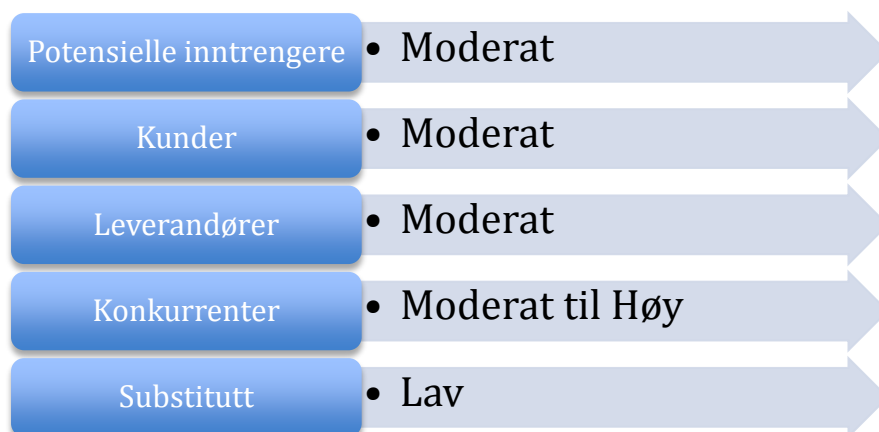 Potensielle inntrengere • Moderat
Kunder • Moderat
Leverandører • Moderat
Konkurrenter • Moderat til Høy
Substitutt • Lav